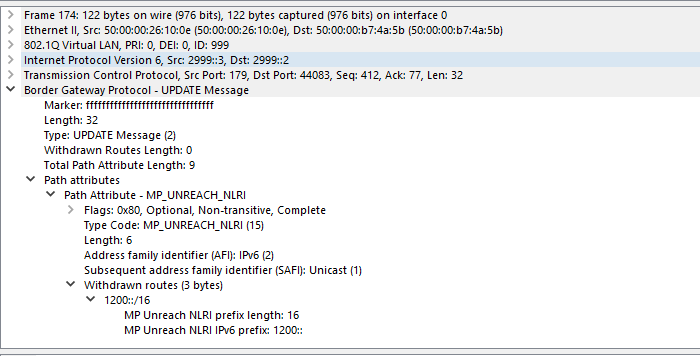 Frame 174: 122 bytes on wire (976 bits), 122 bytes captured (976 bits) on interface 0
Ethernet II, Src: 50:00:00:26:10:0e (50:00:00:26:10:0e), Dst: 50:00:00:b7:4a:5b (50:00:00:b7:4a:5b)
802.1Q Virtual LAN, PRI: 0, DEI: 0, ID: 999
Internet Protocol Version 6, Src: 2999::3, Dst: 2999::2
Transmission Control Protocol, Src Port: 179, Dst Port: 44083, Seq: 412, Ack: 77, Len: 32
Border Gateway Protocol - UPDATE Message
Marker: ffffffffffffffffffffffffffffffff
Length: 32
Type: UPDATE Message (2)
Withdrawn Routes Length: 0
Total Path Attribute Length: 9
Path attributes
Path Attribute - MP_UNREACH_NLRI
Flags: 0x80, Optional, Non-transitive, Complete
Type Code: MP_UNREACH_NLRI (15)
Length: 6
Address family identifier (AFI): IPv6 (2)
Subsequent address family identifier (SAFI): Unicast (1)
Withdrawn routes (3 bytes)
1200::/16
MP Unreach NLRI prefix length: 16
MP Unreach NLRI IPv6 prefix: 1200::